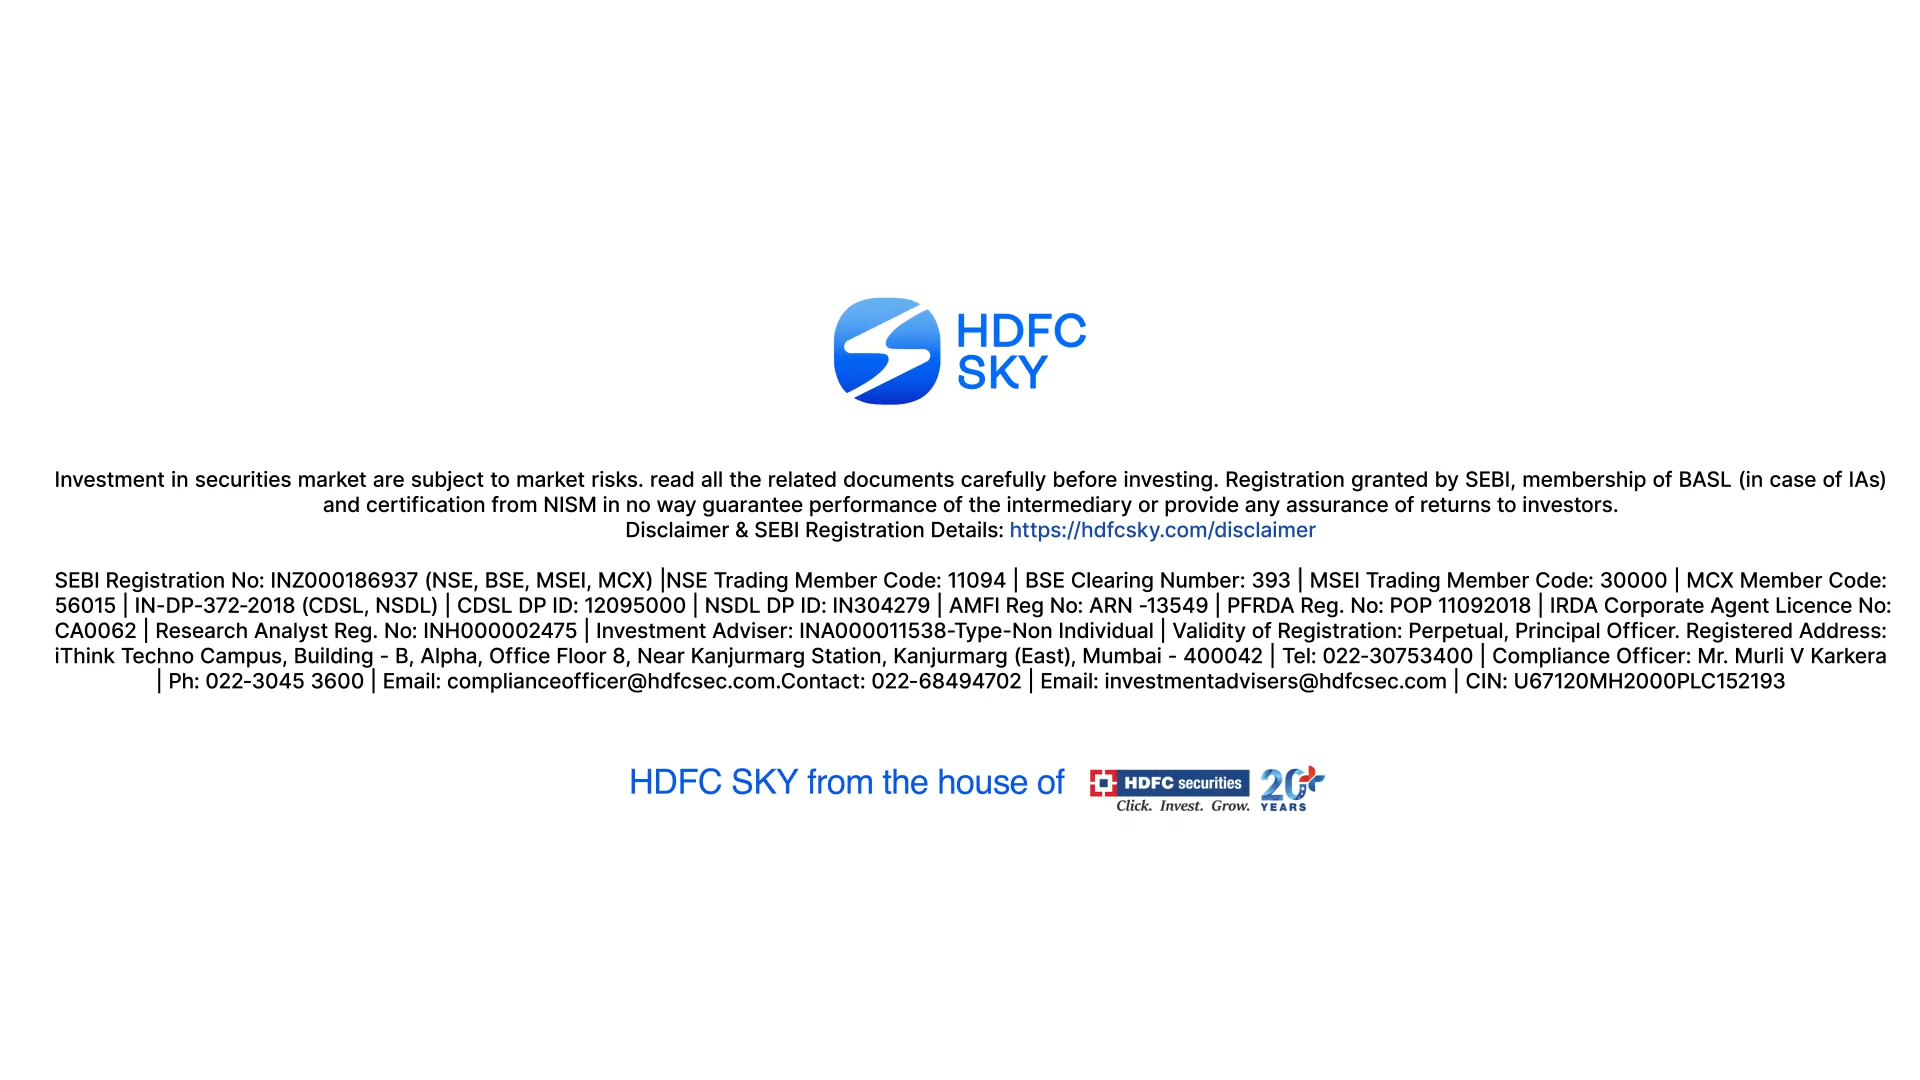 HDFC
SKY
Investment in securities market are subject to market risks. read all the related documents carefully before investing. Registration granted by SEBI, membership of BASL (in case of IAs)
and certification from NISM in no way guarantee performance of the intermediary or provide any assurance of returns to investors.
Disclaimer & SEBI Registration Details: https://hdfcsky.com/disclaimer
SEBI Registration No: INZ000186937 (NSE, BSE, MSEI, MCX) |NSE Trading Member Code: 11094 | BSE Clearing Number: 393 | MSEI Trading Member Code: 30000 | MCX Member Code:
56015 | IN-DP-372-2018 (CDSL, NSDL) | CDSL DP ID: 12095000 | NSDL DP ID: IN304279 | AMFI Reg No: ARN -13549 | PFRDA Reg. No: POP 11092018 | IRDA Corporate Agent Licence No:
CA0062 | Research Analyst Reg. No: INH000002475 | Investment Adviser: INA000011538-Type-Non Individual | Validity of Registration: Perpetual, Principal Officer. Registered Address:
iThink Techno Campus, Building - B, Alpha, Office Floor 8, Near Kanjurmarg Station, Kanjurmarg (East), Mumbai - 400042 | Tel: 022-30753400 | Compliance Officer: Mr. Murli V Karkera
| Ph: 022-3045 3600 | Email: complianceofficer@hdfcsec.com.Contact: 022-68494702 | Email: investmentadvisers@hdfcsec.com | CIN: U67120MH2000PLC152193
HDFC SKY from the house of HDFC securities 20+
Click. Invest. Grow. YEARS